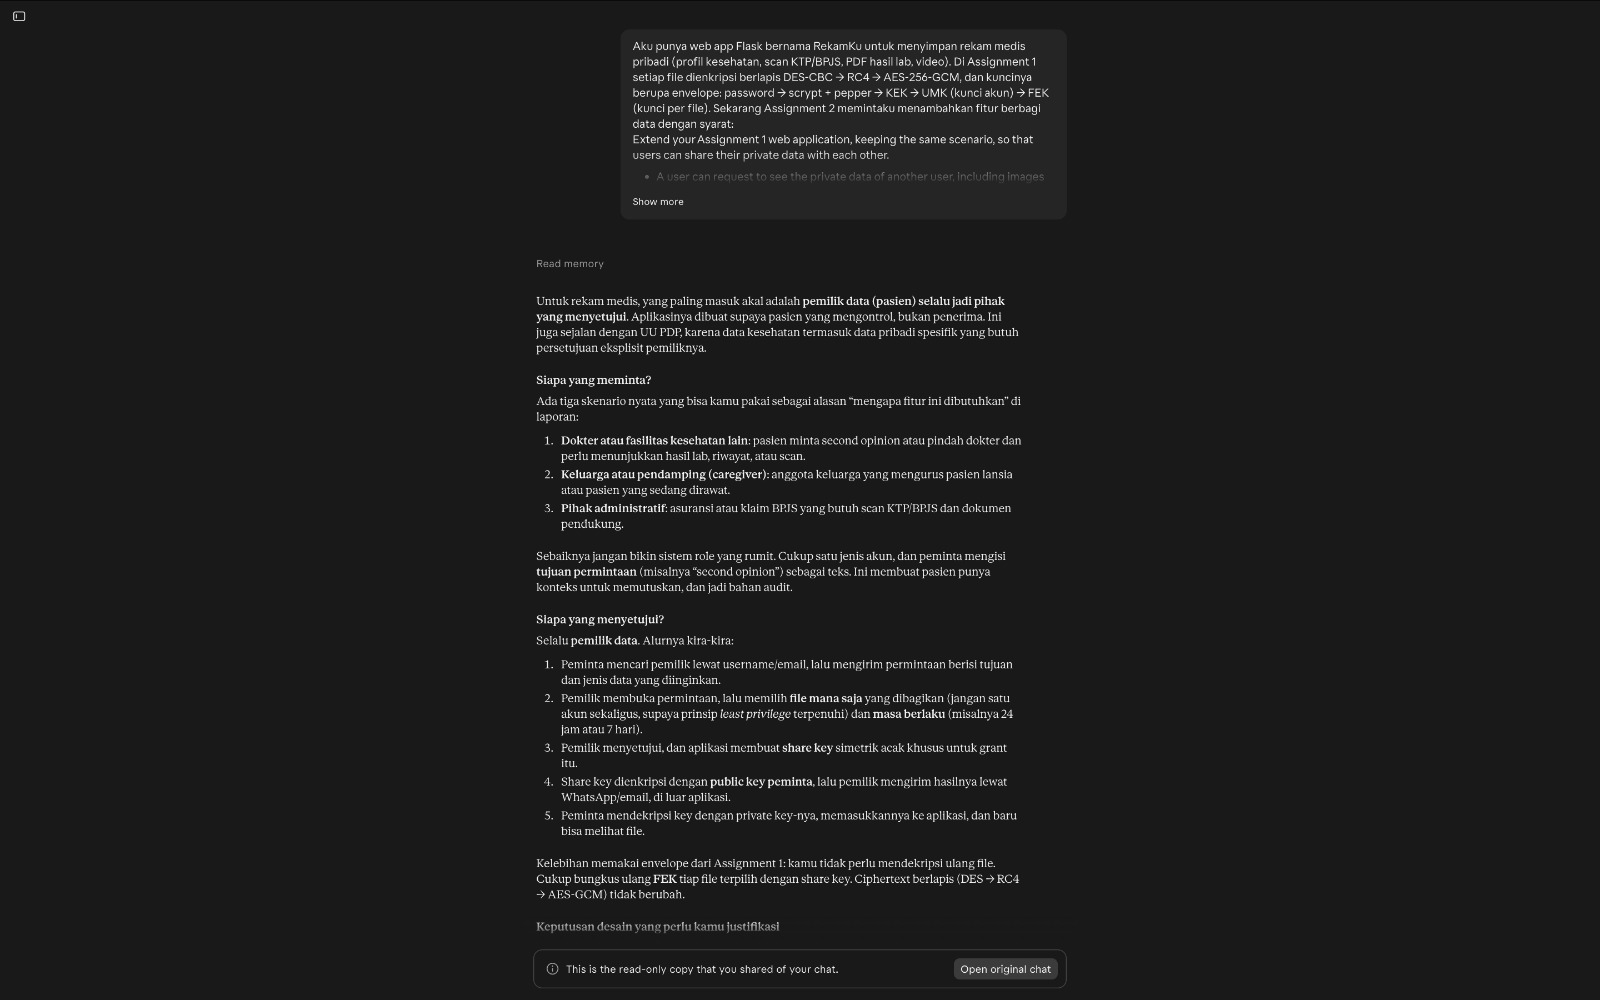 Aku punya web app Flask bernama RekamKu untuk menyimpan rekam medis
pribadi (profil kesehatan, scan KTP/BPJS, PDF hasil lab, video). Di Assignment 1
setiap file dienkripsi berlapis DES-CBC → RC4 → AES-256-GCM, dan kuncinya
berupa envelope: password → scrypt + pepper → KEK → UMK (kunci akun) → FEK
(kunci per file). Sekarang Assignment 2 memintaku menambahkan fitur berbagi
data dengan syarat:
Extend your Assignment 1 web application, keeping the same scenario, so that
users can share their private data with each other.
• A user can request to see the private data of another user, including images
Show more
Read memory
Untuk rekam medis, yang paling masuk akal adalah pemilik data (pasien) selalu jadi pihak
yang menyetujui. Aplikasinya dibuat supaya pasien yang mengontrol, bukan penerima. Ini
juga sejalan dengan UU PDP, karena data kesehatan termasuk data pribadi spesifik yang butuh
persetujuan eksplisit pemiliknya.
Siapa yang meminta?
Ada tiga skenario nyata yang bisa kamu pakai sebagai alasan “mengapa fitur ini dibutuhkan” di
laporan:
1. Dokter atau fasilitas kesehatan lain: pasien minta second opinion atau pindah dokter dan
perlu menunjukkan hasil lab, riwayat, atau scan.
2. Keluarga atau pendamping (caregiver): anggota keluarga yang mengurus pasien lansia
atau pasien yang sedang dirawat.
3. Pihak administratif: asuransi atau klaim BPJS yang butuh scan KTP/BPJS dan dokumen
pendukung.
Sebaiknya jangan bikin sistem role yang rumit. Cukup satu jenis akun, dan peminta mengisi
tujuan permintaan (misalnya “second opinion”) sebagai teks. Ini membuat pasien punya
konteks untuk memutuskan, dan jadi bahan audit.
Siapa yang menyetujui?
Selalu pemilik data. Alurnya kira-kira:
1. Peminta mencari pemilik lewat username/email, lalu mengirim permintaan berisi tujuan
dan jenis data yang diinginkan.
2. Pemilik membuka permintaan, lalu memilih file mana saja yang dibagikan (jangan satu
akun sekaligus, supaya prinsip least privilege terpenuhi) dan masa berlaku (misalnya 24
jam atau 7 hari).
3. Pemilik menyetujui, dan aplikasi membuat share key simetrik acak khusus untuk grant
itu.
4. Share key dienkripsi dengan public key peminta, lalu pemilik mengirim hasilnya lewat
WhatsApp/email, di luar aplikasi.
5. Peminta mendekripsi key dengan private key-nya, memasukkannya ke aplikasi, dan baru
bisa melihat file.
Kelebihan memakai envelope dari Assignment 1: kamu tidak perlu mendekripsi ulang file.
Cukup bungkus ulang FEK tiap file terpilih dengan share key. Ciphertext berlapis (DES → RC4
→ AES-GCM) tidak berubah.
Keputusan desain yang perlu kamu justifikasi
This is the read-only copy that you shared of your chat.
Open original chat